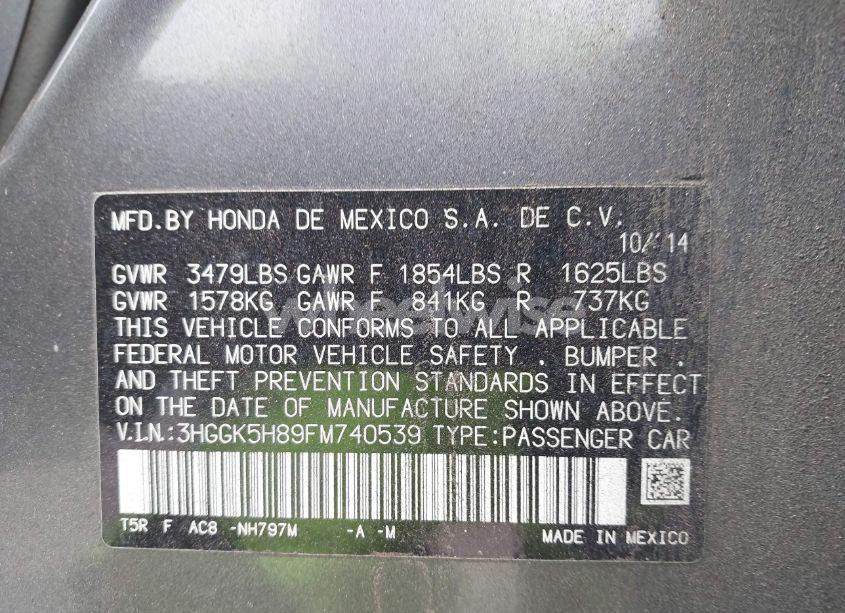 MFD.BY HONDA DE MEXICO S.A. DE C.V.
10/'14
GVWR 3479LBS GAWR F 1854LBS R 1625LBS
GVWR 1578KG GAWR F 841KG R 737KG
THIS VEHICLE CONFORMS TO ALL APPLICABLE
FEDERAL MOTOR VEHICLE SAFETY . BUMPER .
AND THEFT PREVENTION STANDARDS IN EFFECT
ON THE DATE OF MANUFACTURE SHOWN ABOVE.
V.I.N.:3HGGK5H89FM740539 TYPE:PASSENGER CAR
T5R F AC8 -NH797M -A -M MADE IN MEXICO
wheelwise